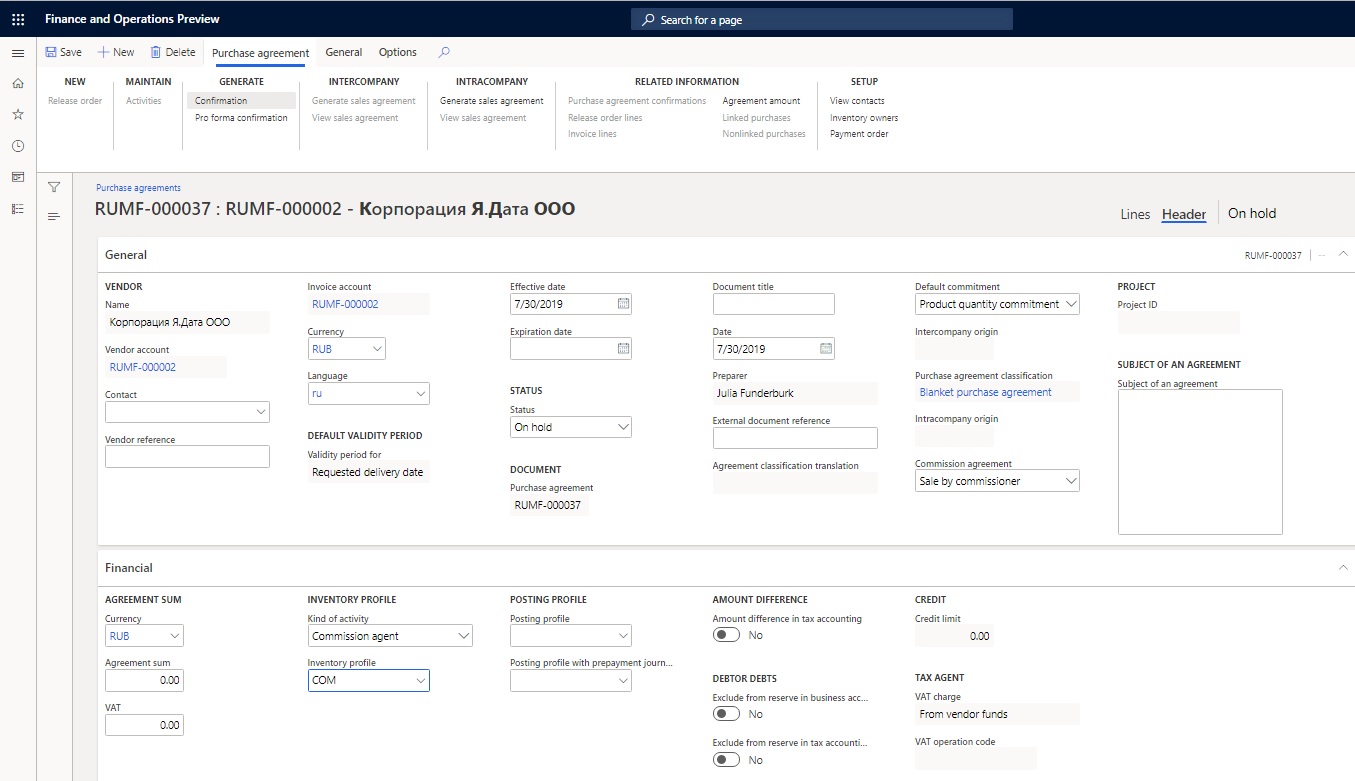 Finance and Operations Preview
Search for a page
Save
New
Delete
Purchase agreement
General
Options
NEW
Release order
MAINTAIN
Activities
GENERATE
Confirmation
Pro forma confirmation
INTERCOMPANY
Generate sales agreement
View sales agreement
INTRACOMPANY
Generate sales agreement
View sales agreement
RELATED INFORMATION
Purchase agreement confirmations
Release order lines
Invoice lines
Agreement amount
Linked purchases
Nonlinked purchases
SETUP
View contacts
Inventory owners
Payment order
Purchase agreements
RUMF-000037 : RUMF-000002 - Корпорация Я.Дата ООО
Lines
Header
On hold
General
RUMF-000037
--
VENDOR
Name
Корпорация Я.Дата ООО
Vendor account
RUMF-000002
Contact
Vendor reference
Invoice account
RUMF-000002
Currency
RUB
Language
ru
DEFAULT VALIDITY PERIOD
Validity period for
Requested delivery date
Effective date
7/30/2019
Expiration date
STATUS
Status
On hold
DOCUMENT
Purchase agreement
RUMF-000037
Document title
Date
7/30/2019
Preparer
Julia Funderburk
External document reference
Agreement classification translation
Default commitment
Product quantity commitment
Intercompany origin
Purchase agreement classification
Blanket purchase agreement
Intracompany origin
Commission agreement
Sale by commissioner
PROJECT
Project ID
SUBJECT OF AN AGREEMENT
Subject of an agreement
Financial
AGREEMENT SUM
Currency
RUB
Agreement sum
0.00
VAT
0.00
INVENTORY PROFILE
Kind of activity
Commission agent
Inventory profile
COM
POSTING PROFILE
Posting profile
Posting profile with prepayment journ...
AMOUNT DIFFERENCE
Amount difference in tax accounting
No
DEBTOR DEBTS
Exclude from reserve in business acc...
No
Exclude from reserve in tax accounti...
No
CREDIT
Credit limit
0.00
TAX AGENT
VAT charge
From vendor funds
VAT operation code